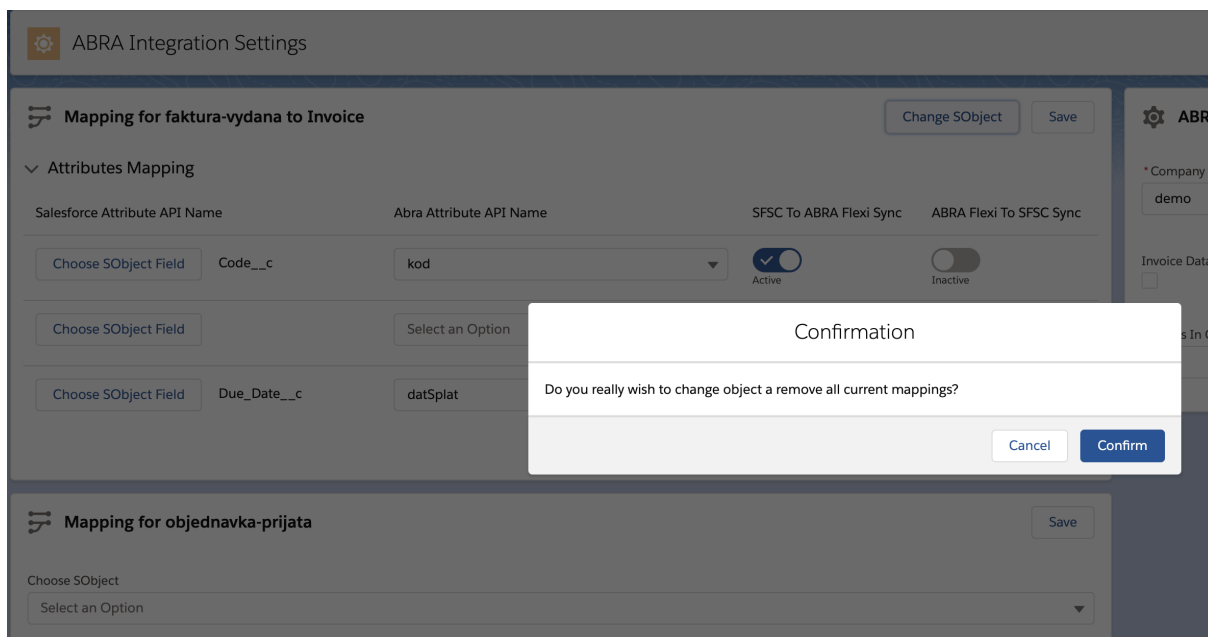 ABRA Integration Settings
Mapping for faktura-vydana to Invoice
Change SObject
Save
Attributes Mapping
Salesforce Attribute API Name
Abra Attribute API Name
SFSC To ABRA Flexi Sync
ABRA Flexi To SFSC Sync
Choose SObject Field
Code__c
kod
Active
Inactive
Choose SObject Field
Select an Option
Choose SObject Field
Due_Date__c
datSplat
Confirmation
Do you really wish to change object a remove all current mappings?
Cancel
Confirm
Mapping for objednavka-prijata
Save
Choose SObject
Select an Option
*Company
demo
Invoice
s In